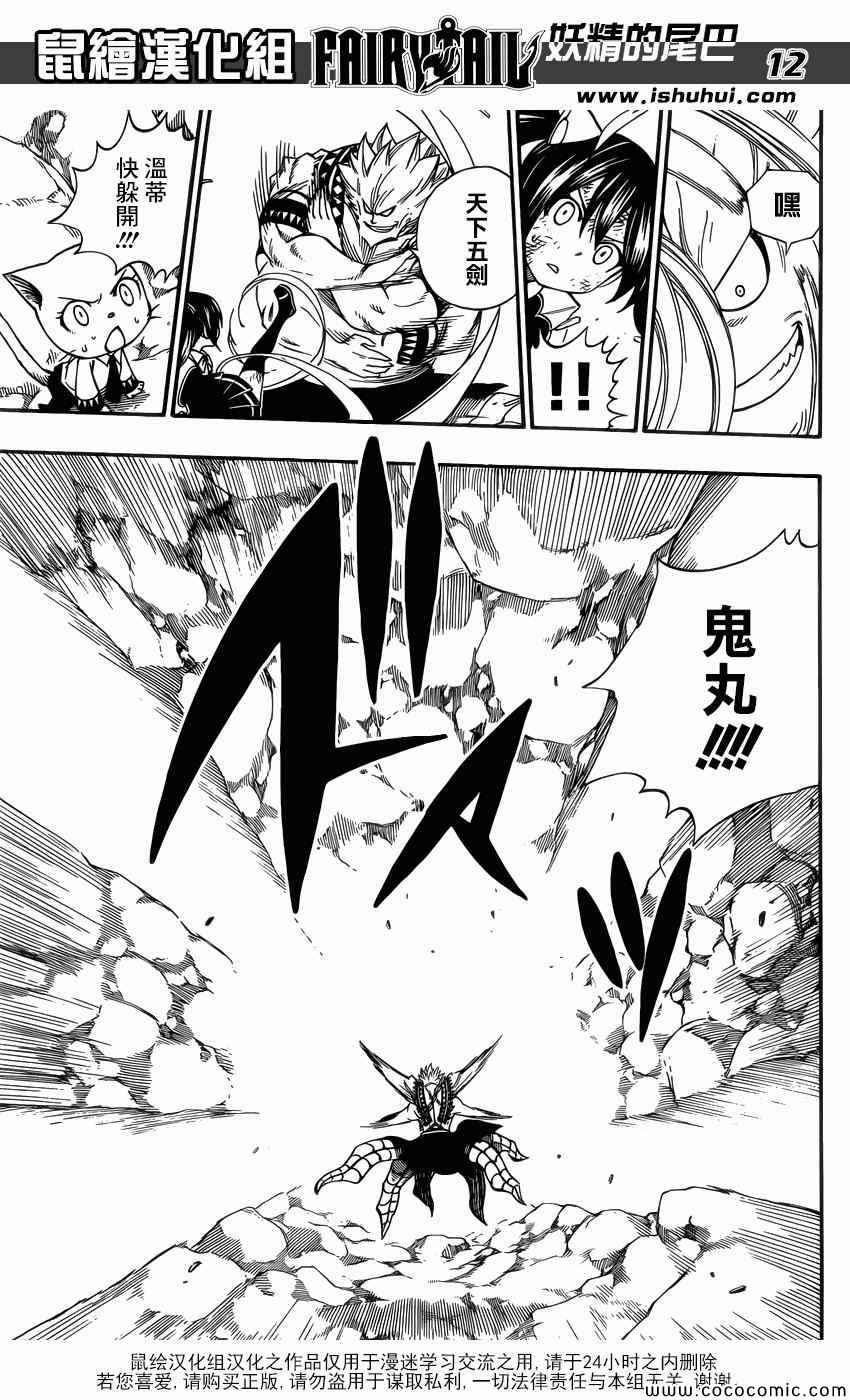 鼠繪漢化組
FAIRY TAIL
妖精的尾巴
12
www.ishuhui.com
嘿
!!
天下五劍
溫蒂
快躲開!!!
鬼丸!!!!
ドドド
鼠绘汉化组汉化之作品仅用于漫迷学习交流之用, 请于24小时之内删除
若您喜爱, 请购买正版, 请勿盗用于谋取私利, 一切法律责任与本组无关, 谢谢.
www.cococomic.com